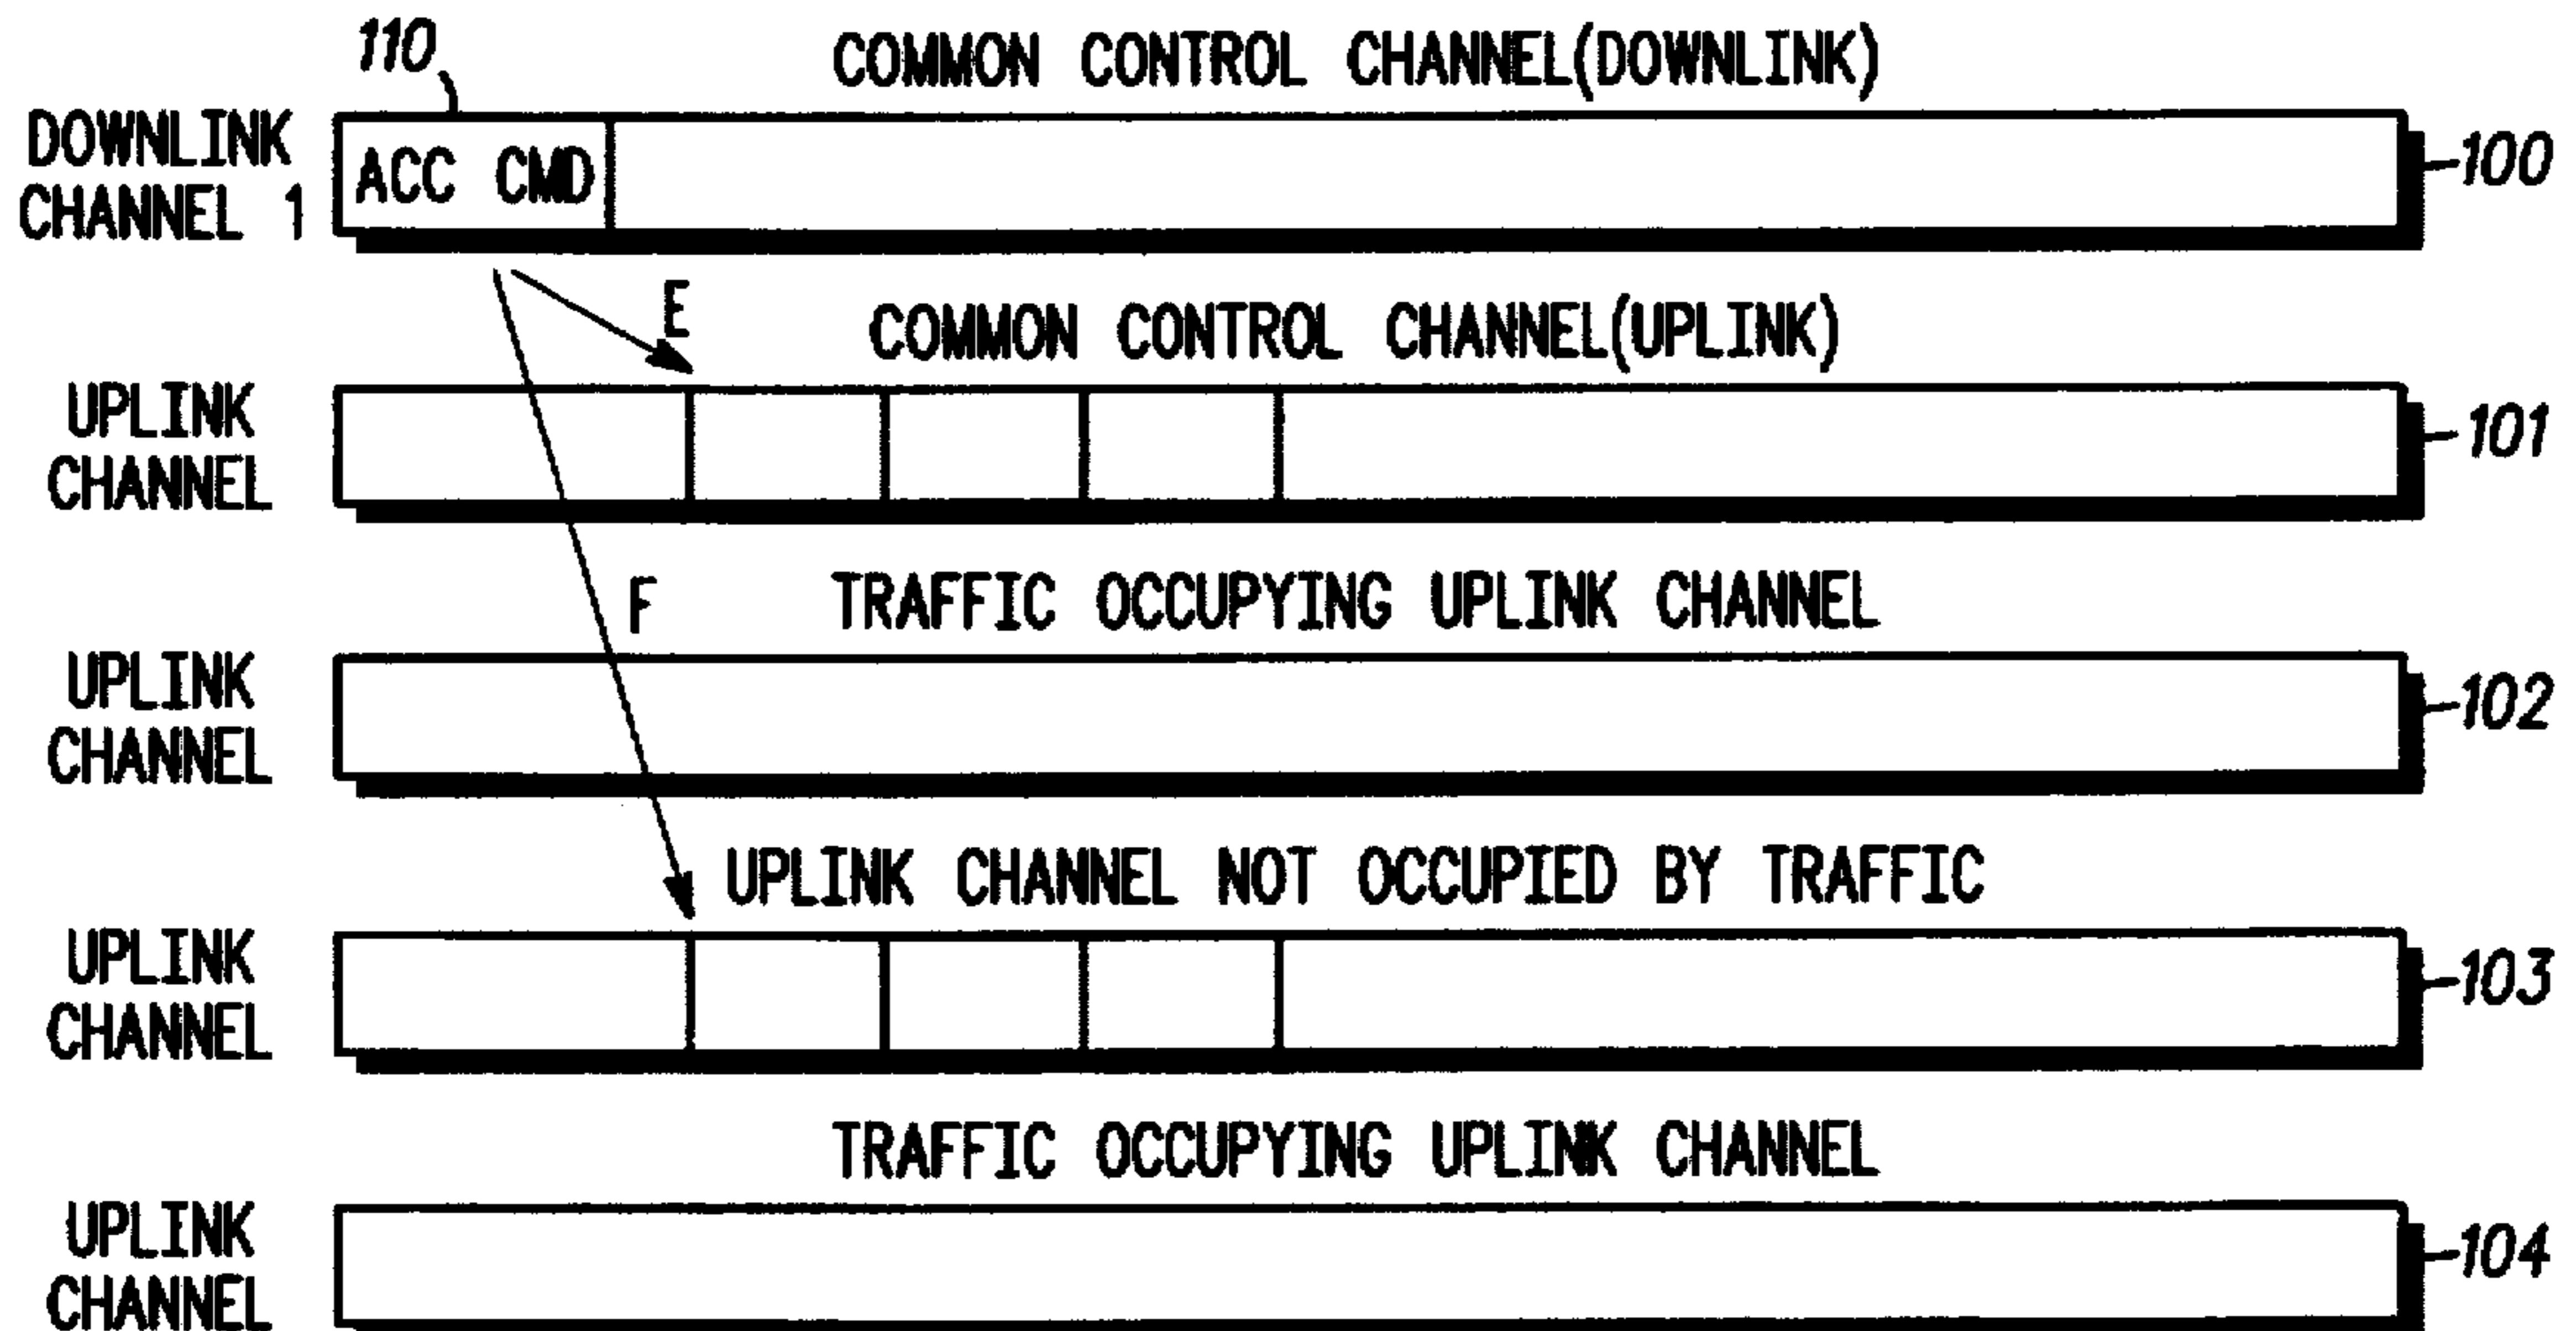 110
COMMON CONTROL CHANNEL(DOWNLINK)
DOWNLINK
CHANNEL 1
ACC CMD
100
E
COMMON CONTROL CHANNEL(UPLINK)
UPLINK
CHANNEL
101
F
TRAFFIC OCCUPYING UPLINK CHANNEL
UPLINK
CHANNEL
102
UPLINK CHANNEL NOT OCCUPIED BY TRAFFIC
UPLINK
CHANNEL
103
TRAFFIC OCCUPYING UPLINK CHANNEL
UPLINK
CHANNEL
104